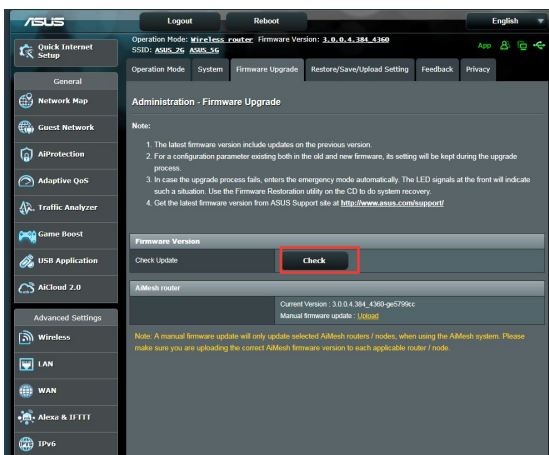 ASUS
Logout
Reboot
English
Quick Internet
Setup
Operation Mode: Wireless router Firmware Version: 3.0.0.4.384_4360
SSID: ASUS_2G ASUS_5G
App
Operation Mode
System
Firmware Upgrade
Restore/Save/Upload Setting
Feedback
Privacy
General
Network Map
Guest Network
AiProtection
Adaptive QoS
Traffic Analyzer
Game Boost
USB Application
AiCloud 2.0
Advanced Settings
Wireless
LAN
WAN
Alexa & IFTTT
IPv6
Administration - Firmware Upgrade
Note:
1. The latest firmware version include updates on the previous version.
2. For a configuration parameter existing both in the old and new firmware, its setting will be kept during the upgrade
process.
3. In case the upgrade process fails, enters the emergency mode automatically. The LED signals at the front will indicate
such a situation. Use the Firmware Restoration utility on the CD to do system recovery.
4. Get the latest firmware version from ASUS Support site at http://www.asus.com/support/
Firmware Version
Check Update
Check
AiMesh router
Current Version : 3.0.0.4.384_4360-ge5799cc
Manual firmware update : Upload
Note: A manual firmware update will only update selected AiMesh routers / nodes, when using the AiMesh system. Please
make sure you are uploading the correct AiMesh firmware version to each applicable router / node.